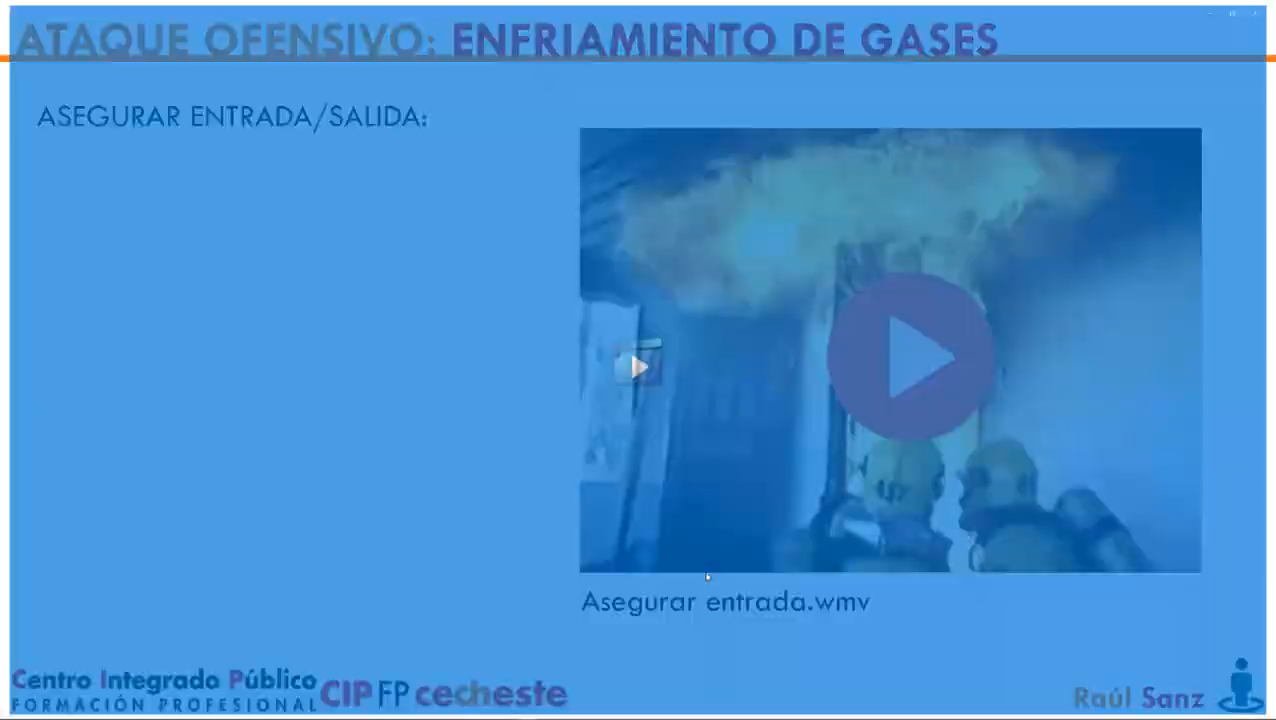 ATAQUE OFENSIVO: ENFRIAMIENTO DE GASES
ASEGURAR ENTRADA/SALIDA:
Asegurar entrada.wmv
Centro Integrado Público
FORMACIÓN PROFESIONAL
CIP FP cecheste
Raúl Sanz